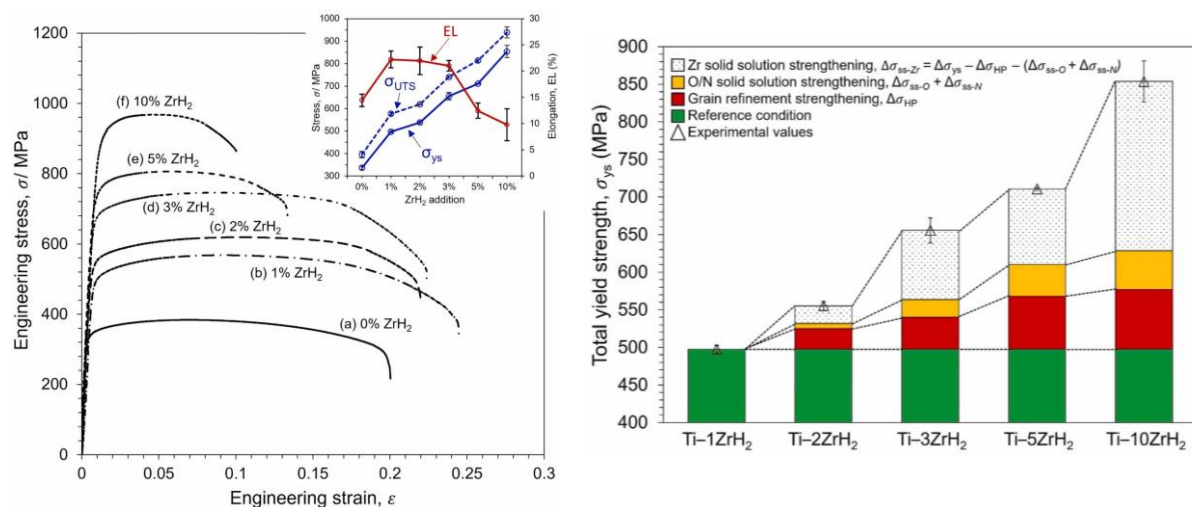 1200
1000
800
600
400
200
0
Engineering stress, σ/ MPa
0
0.05
0.1
0.15
0.2
0.25
0.3
Engineering strain, ε
(f) 10% ZrH₂
(e) 5% ZrH₂
(d) 3% ZrH₂
(c) 2% ZrH₂
(b) 1% ZrH₂
(a) 0% ZrH₂
1000
900
800
700
600
500
400
300
Stress, σ/ MPa
30
25
20
15
10
5
0
Elongation, EL (%)
0%
1%
2%
3%
5%
10%
ZrH₂ addition
EL
σUTS
σys
900
850
800
750
700
650
600
550
500
450
400
Total yield strength, σys (MPa)
Zr solid solution strengthening, Δσss-Zr = Δσys − ΔσHP − (Δσss-O + Δσss-N)
O/N solid solution strengthening, Δσss-O + Δσss-N
Grain refinement strengthening, ΔσHP
Reference condition
Experimental values
Ti–1ZrH₂
Ti–2ZrH₂
Ti–3ZrH₂
Ti–5ZrH₂
Ti–10ZrH₂